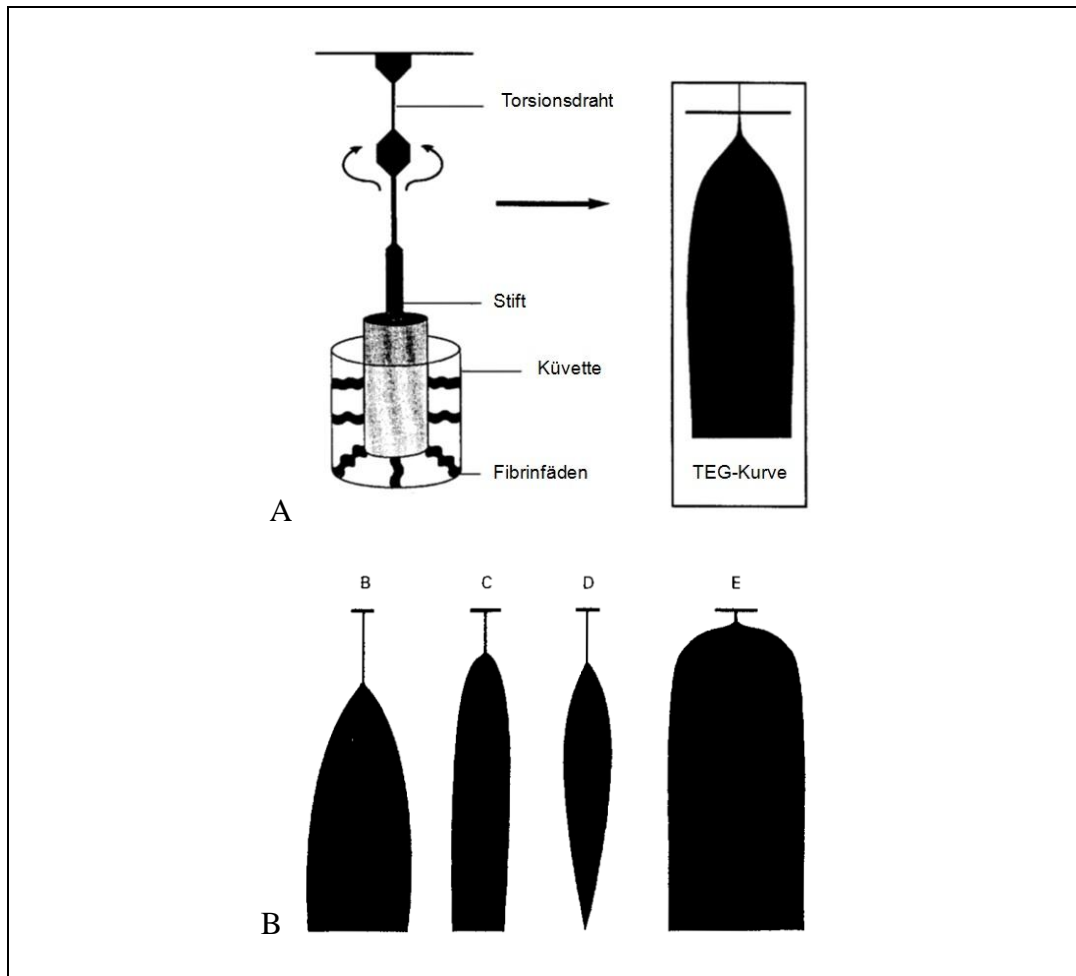 Torsionsdraht
Stift
Küvette
Fibrinfäden
TEG-Kurve
A
B C D E
B